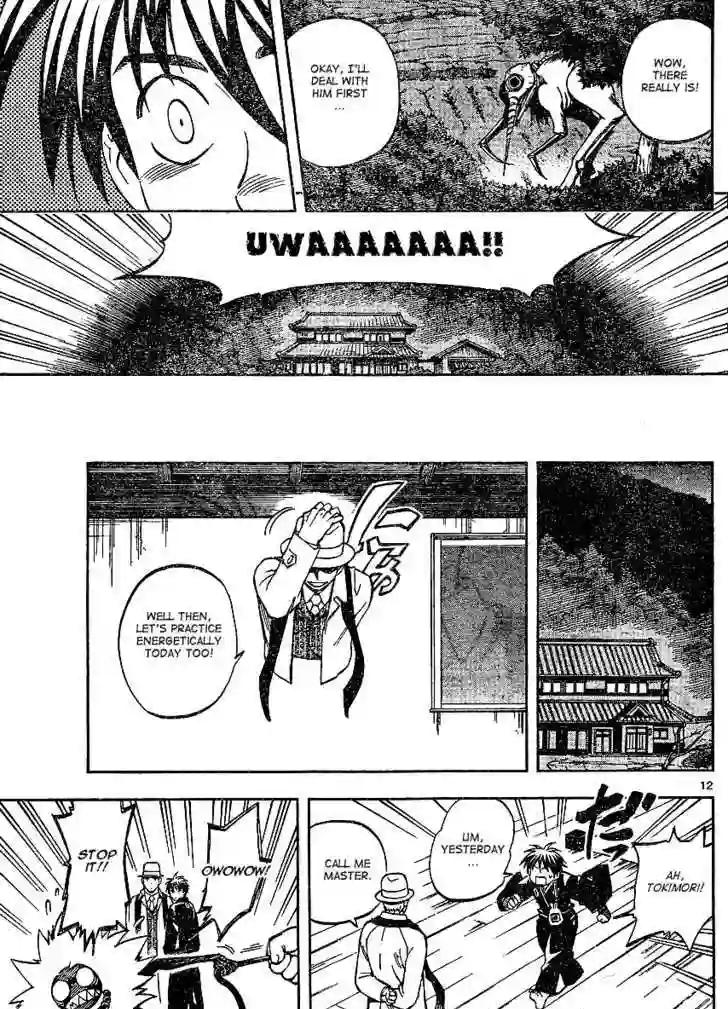 WOW,
THERE
REALLY IS!
OKAY, I'LL
DEAL WITH
HIM FIRST
...
UWAAAAAAA!!
WELL THEN,
LET'S PRACTICE
ENERGETICALLY
TODAY TOO!
12
AH,
TOKIMORI!
UM,
YESTERDAY
...
CALL ME
MASTER.
OWOWOW!
STOP
IT!!